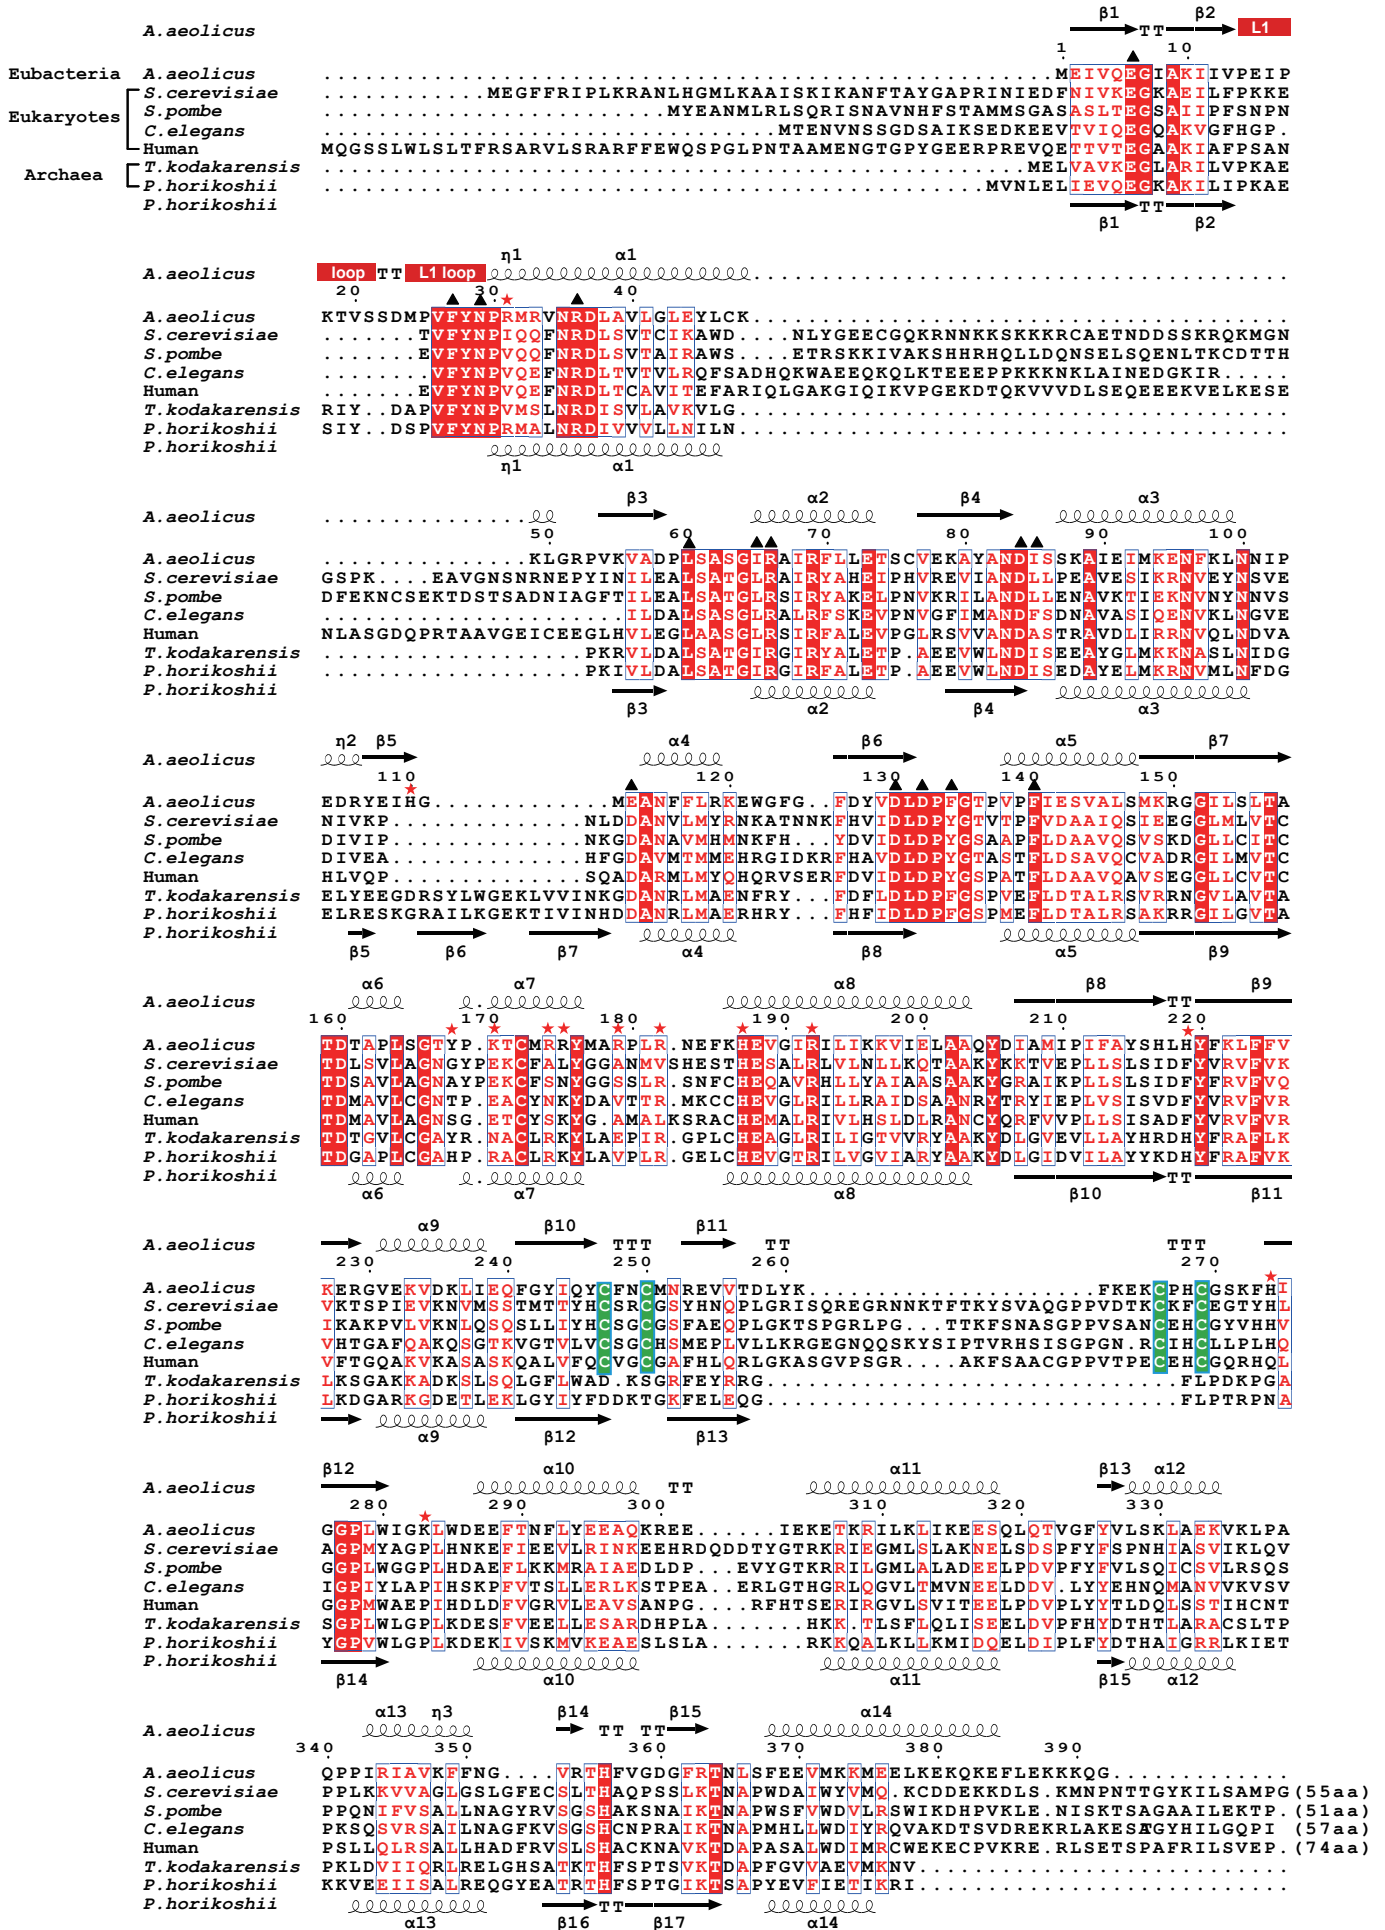 β1 β2
A.aeolicus TT L1
1 10
Eubacteria A.aeolicus ......................................................MEIVQEGIAKIIVPEIP
S.cerevisiae ............MEGFFRIPLKRANLHGMLKAAISKIKANFTAYGAPRINIEDFNIVKEGKAEILFPKKE
Eukaryotes S.pombe .........................MYEANMLRLSQRISNAVNHFSTAMMSGASASLTEGSAIIPFSNPN
C.elegans .................................MTENVNSSGDSAIKSEDKEEVTVIQEGQAKVGFHGP.
Human MQGSSLWLSLTFRSARVLSRARFFEWQSPGLPNTAAMENGTGPYGEERPREVQETTVTEGAAKIAFPSAN
Archaea T.kodakarensis ...................................................MELVAVKEGLARILVPKAE
P.horikoshii ................................................MVNLELIEVQEGKAKILIPKAE
P.horikoshii TT
β1 β2
η1 α1
A.aeolicus loop TT L1 loop
20 30 40
A.aeolicus KTVSSDMPVFYNPRMRVNRDLAVLGLEYLCK.......................................
S.cerevisiae .......TVFYNPIQQFNRDLSVTCIKAWD....NLYGEECGQKRNNKKSKKKRCAETNDDSSKRQKMGN
S.pombe .......EVFYNPVQQFNRDLSVTAIRAWS....ETRSKKIVAKSHHRHQLLDQNSELSQENLTKCDTTH
C.elegans ........VFYNPVQEFNRDLTVTVLRQFSADHQKWAEEQKQLKTEEEPPKKKNKLAINEDGKIR.....
Human .......EVFYNPVQEFNRDLTCAVITEFARIQLGAKGIQIKVPGEKDTQKVVVDLSEQEEEKVELKESE
T.kodakarensis RIY..DAPVFYNPVMSLNRDISVLAVKVLG........................................
P.horikoshii SIY..DSPVFYNPRMALNRDIVVVLLNILN........................................
P.horikoshii
η1 α1
β3 α2 β4 α3
A.aeolicus ...............
50 60 70 80 90 100
A.aeolicus ...............KLGRPVKVADPLSASGIRAIRFLLETSCVEKAYANDISSKAIEIMKENFKLNNIP
S.cerevisiae GSPK....EAVGNSNRNEPYINILEALSATGLRAIRYAHEIPHVREVIANDLLPEAVESIKRNVEYNSVE
S.pombe DFEKNCSEKTDSTSADNIAGFTILEALSATGLRSIRYAKELPNVKRILANDLLENAVKTIEKNVNYNNVS
C.elegans ......................ILDALSATGLRALRFSKEVPNVGFIMANDFSDNAVASIQENVKLNGVE
Human NLASGDQPRTAAVGEICEEGLHVLEGLAASGLRSIRFALEVPGLRSVVANDASTRAVDLIRRNVQLNDVA
T.kodakarensis ...................PKRVLDALSATGIRGIRYALETP.AEEVWLNDISEEAYGLMKKNASLNIDG
P.horikoshii ...................PKIVLDALSATGIRGIRFALETP.AEEVWLNDISEDAYELMKRNVMLNFDG
P.horikoshii
β3 α2 β4 α3
η2 β5 α4 β6 α5 β7
A.aeolicus
110 120 130 140 150
A.aeolicus EDRYEIHG.............MEANFFLRKEWGFG..FDYVDLDPFGTPVPFIESVALSMKRGGILSLTA
S.cerevisiae NIVKP..............NLDDANVLMYRNKATNNKFHVIDLDPYGTVTPFVDAAIQSIEEGGLMLVTC
S.pombe DIVIP..............NKGDANAVMHMNKFH...YDVIDLDPYGSAAPFLDAAVQSVSKDGLLCITC
C.elegans DIVEA..............HFGDAVMTMMEHRGIDKRFHAVDLDPYGTASTFLDSAVQCVADRGILMVTC
Human HLVQP..............SQADARMLMYQHQRVSERFDVIDLDPYGSPATFLDAAVQAVSEGGLLCVTC
T.kodakarensis ELYEEGDRSYLWGEKLVVINKGDANRLMAENFRY...FDFLDLDPFGSPVEFLDTALRSVRRNGVLAVTA
P.horikoshii ELRESKGRAILKGEKTIVINHDDANRLMAERHRY...FHFIDLDPFGSPMEFLDTALRSAKRRGILGVTA
P.horikoshii
β5 β6 β7 α4 β8 α5 β9
α6 α7 α8 β8 β9
A.aeolicus . TT
160 170 180 190 200 210 220
A.aeolicus TDTAPLSGTYP.KTCMRRYMARPLR.NEFKHEVGIRILIKKVIELAAQYDIAMIPIFAYSHLHYFKLFFV
S.cerevisiae TDLSVLAGNGYPEKCFALYGGANMVSHESTHESALRLVLNLLKQTAAKYKKTVEPLLSLSIDFYVRVFVK
S.pombe TDSAVLAGNAYPEKCFSNYGGSSLR.SNFCHEQAVRHLLYAIAASAAKYGRAIKPLLSLSIDFYFRVFVQ
C.elegans TDMAVLCGNTP.EACYNKYDAVTTR.MKCCHEVGLRILLRAIDSAANRYTRYIEPLVSISVDFYVRVFVR
Human TDMAVLAGNSG.ETCYSKYG.AMALKSRACHEMALRIVLHSLDLRANCYQRFVVPLLSISADFYVRVFVR
T.kodakarensis TDTGVLCGAYR.NACLRKYLAEPIR.GPLCHEAGLRILIGTVVRYAAKYDLGVEVLLAYHRDHYFRAFLK
P.horikoshii TDGAPLCGAHP.RACLRKYLAVPLR.GELCHEVGTRILVGVIARYAAKYDLGIDVILAYYKDHYFRAFVK
P.horikoshii . TT
α6 α7 α8 β10 β11
α9 β10 β11
A.aeolicus TTT TT TTT
230 240 250 260 270
A.aeolicus KERGVEKVDKLIEQFGYIQYCFNCMNREVVTDLYK.....................FKEKCPHCGSKFHI
S.cerevisiae VKTSPIEVKNVMSSTMTTYHCSRCGSYHNQPLGRISQREGRNNKTFTKYSVAQGPPVDTKCKFCEGTYHL
S.pombe IKAKPVLVKNLQSQSLLIYHCSGCGSFAEQPLGKTSPGRLPG...TTKFSNASGPPVSANCEHCGYVHHV
C.elegans VHTGAFQAKQSGTKVGTVLVCSGCHSMEPLVLLKRGEGNQQSKYSIPTVRHSISGPGN.RCIHCLLPLHQ
Human VFTGQAKVKASASKQALVFQCVGCGAFHLQRLGKASGVPSGR....AKFSAACGPPVTPECEHCGQRHQL
T.kodakarensis LKSGAKKADKSLSQLGFLWAD.KSGRFEYRRG.............................FLPDKPGA
P.horikoshii LKDGARKGDETLEKLGYIYFDDKTGKFELEQG..............................FLPTRPNA
P.horikoshii
α9 β12 β13
β12 α10 α11 β13 α12
A.aeolicus TT
280 290 300 310 320 330
A.aeolicus GGPLWIGKLWDEEFTNFLYEEAQKREE......IEKETKRILKLIKEESQLQTVGFYVLSKLAEKVKLPA
S.cerevisiae AGPMYAGPLHNKEFIEEVLRINKEEHRDQDDTYGTRKRIEGMLSLAKNELSDSPFYFSPNHIASVIKLQV
S.pombe GGPLWGGPLHDAEFLKKMRAIAEDLDP...EVYGTKRRILGMLALADEELPDVPFYFVLSQICSVLRSQS
C.elegans IGPIYLAPIHSKPFVTSLLERLKSTPEA..ERLGTHGRLQGVLTMVNEELDDV.LYYEHNQMANVVKVSV
Human GGPMWAEPIHDLDFVGRVLEAVSANPG....RFHTSERIRGVLSVITEELPDVPLYYTLDQLSSTIHCNT
T.kodakarensis SGPLWLGPLKDESFVEELLESARDHPLA......HKK.TLSFLQLISEELDVPFHYDTHTLARACSLTP
P.horikoshii YGPVWLGPLKDEKIVSKMVKEAESLSLA.....RKKQALKLLKMIDQELDIPLFYDTHAIGRRLKIET
P.horikoshii
β14 α10 α11 β15 α12
α13 η3 β14 β15 α14
A.aeolicus TT TT
340 350 360 370 380 390
A.aeolicus QPPIRIAVKFFNG....VRTHFVGDGFRTNLSFEEVMKKMEELKEKQKEFLEKKKQG.............
S.cerevisiae PPLKKVVAGLGSLGFECSLTHAQPSSLKTNAPWDAIWYVMQ.KCDDEKKDLS.KMNPNTTGYKILSAMPG(55aa)
S.pombe PPQNIFVSALLNAGYRVSGSHAKSNAIKTNAPWSFVWDVLRSWIKDHPVKLE.NISKTSAGAAILEKTP.(51aa)
C.elegans PKSQSVRSAILNAGFKVSGSHCNPRAIKTNAPMHLLWDIYRQVAKDTSVDREKRLAKESAGYHILGQPI (57aa)
Human PSLLQLRSALLHADFRVSLSHACKNAVKTDAPASALWDIMRCWEKECPVKRE.RLSETSPAFRILSVEP.(74aa)
T.kodakarensis PKLDVIIQRLRELGHSATKTHFSPTSVKTDAPFGVVAEVMKNV...........................
P.horikoshii KKVEEIISALREQGYEATRTHFSPTGIKTSAPYEVFIETIKRI...........................
P.horikoshii TT
α13 β16 β17 α14